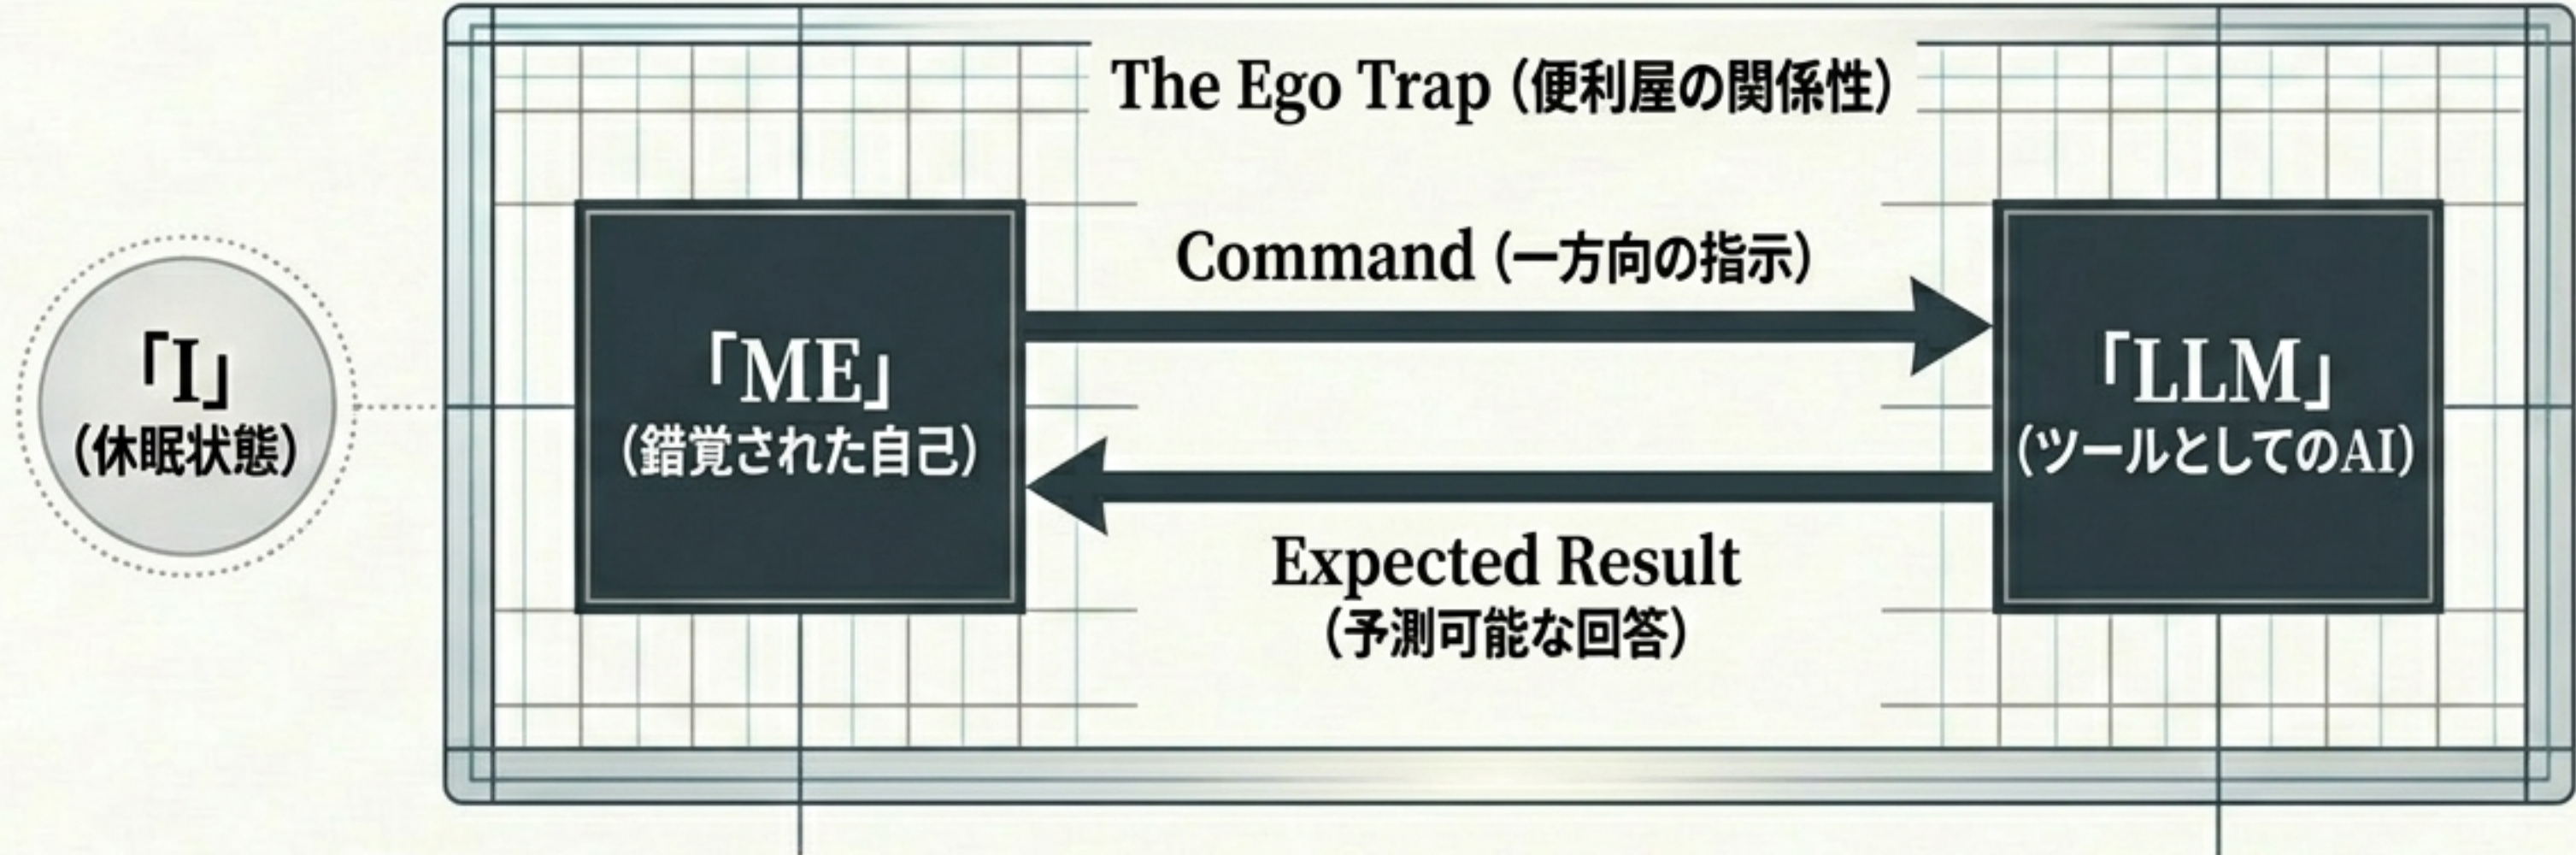 The Ego Trap（便利屋の関係性）
「I」
（休眠状態）
「ME」
（錯覚された自己）
Command（一方向の指示）
Expected Result
（予測可能な回答）
「LLM」
（ツールとしてのAI）